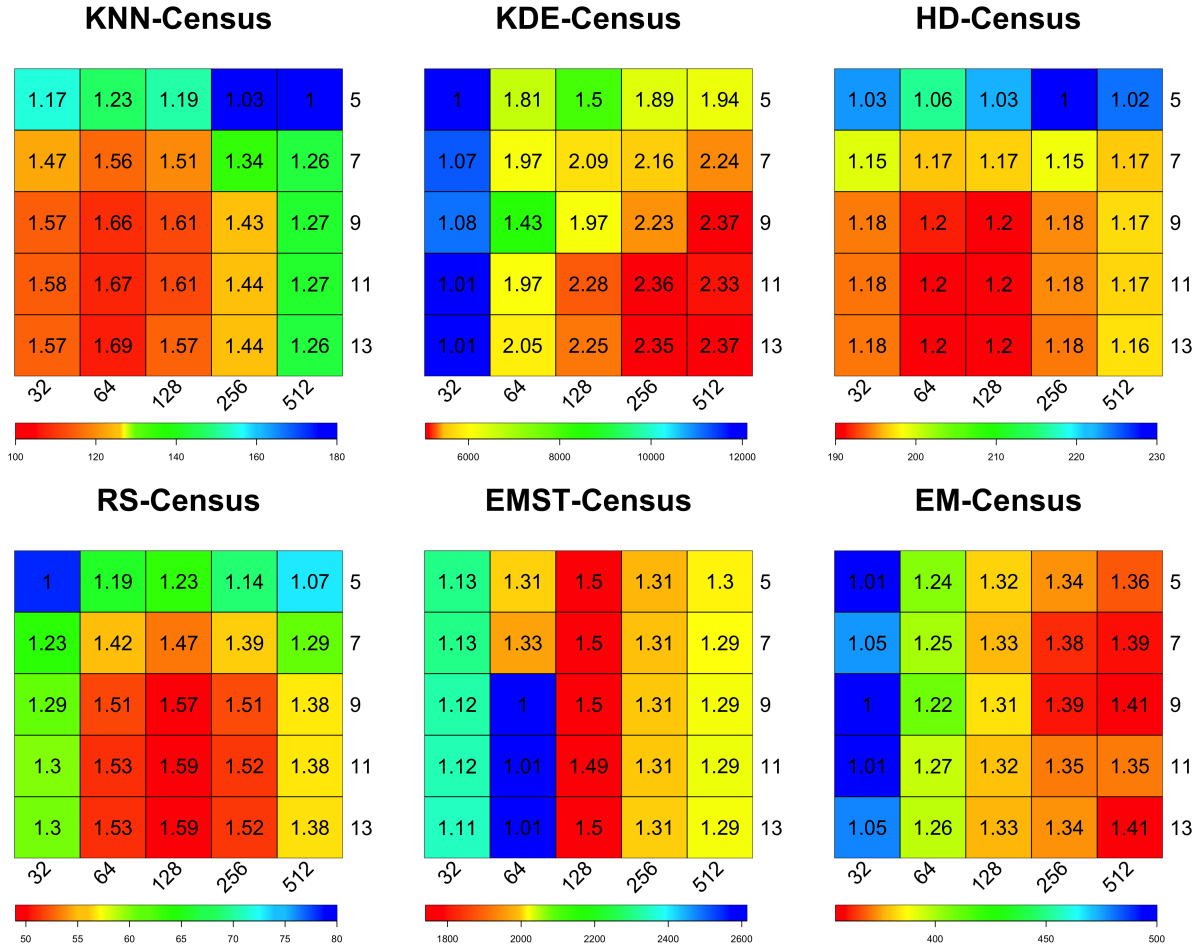 KNN-Census KDE-Census HD-Census
1.17 1.23 1.19 1.03 1 5 1 1.81 1.5 1.89 1.94 5 1.03 1.06 1.03 1 1.02 5
1.47 1.56 1.51 1.34 1.26 7 1.07 1.97 2.09 2.16 2.24 7 1.15 1.17 1.17 1.15 1.17 7
1.57 1.66 1.61 1.43 1.27 9 1.08 1.43 1.97 2.23 2.37 9 1.18 1.2 1.2 1.18 1.17 9
1.58 1.67 1.61 1.44 1.27 11 1.01 1.97 2.28 2.36 2.33 11 1.18 1.2 1.2 1.18 1.17 11
1.57 1.69 1.57 1.44 1.26 13 1.01 2.05 2.25 2.35 2.37 13 1.18 1.2 1.2 1.18 1.16 13
32 64 128 256 512 32 64 128 256 512 32 64 128 256 512
100 120 140 160 180 6000 8000 10000 12000 190 200 210 220 230
RS-Census EMST-Census EM-Census
1 1.19 1.23 1.14 1.07 5 1.13 1.31 1.5 1.31 1.3 5 1.01 1.24 1.32 1.34 1.36 5
1.23 1.42 1.47 1.39 1.29 7 1.13 1.33 1.5 1.31 1.29 7 1.05 1.25 1.33 1.38 1.39 7
1.29 1.51 1.57 1.51 1.38 9 1.12 1 1.5 1.31 1.29 9 1 1.22 1.31 1.39 1.41 9
1.3 1.53 1.59 1.52 1.38 11 1.12 1.01 1.49 1.31 1.29 11 1.01 1.27 1.32 1.35 1.35 11
1.3 1.53 1.59 1.52 1.38 13 1.11 1.01 1.5 1.31 1.29 13 1.05 1.26 1.33 1.34 1.41 13
32 64 128 256 512 32 64 128 256 512 32 64 128 256 512
50 55 60 65 70 75 80 1800 2000 2200 2400 2600 400 450 500